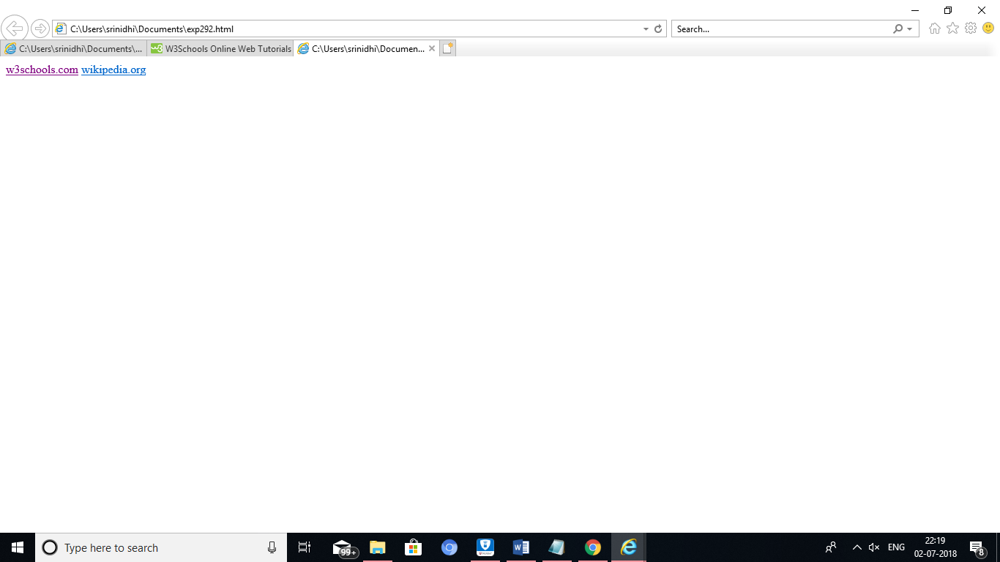 C:\Users\srinidhi\Documents\exp292.html
Search...
C:\Users\srinidhi\Documents\...
W3Schools Online Web Tutorials
C:\Users\srinidhi\Documen...
w3schools.com wikipedia.org
Type here to search
99+
ENG
22:19
02-07-2018
8